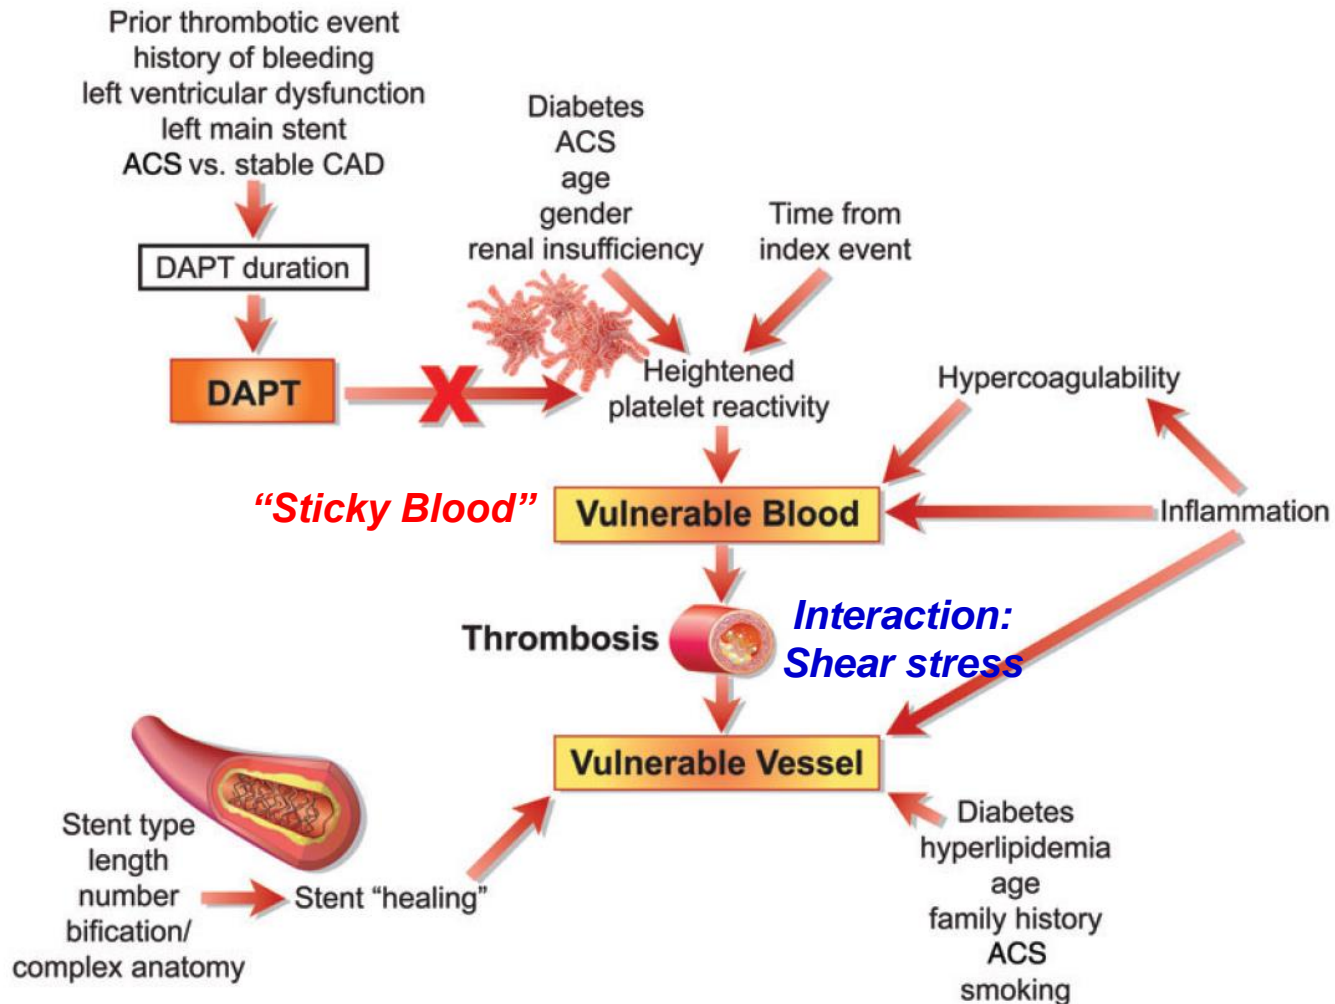 Prior thrombotic event
history of bleeding
left ventricular dysfunction
left main stent
ACS vs. stable CAD
DAPT duration
DAPT
X
Diabetes
ACS
age
gender
renal insufficiency
Time from
index event
Heightened
platelet reactivity
Hypercoagulability
“Sticky Blood”
Vulnerable Blood
Inflammation
Thrombosis
Interaction:
Shear stress
Vulnerable Vessel
Stent type
length
number
bification/
complex anatomy
Stent “healing”
Diabetes
hyperlipidemia
age
family history
ACS
smoking